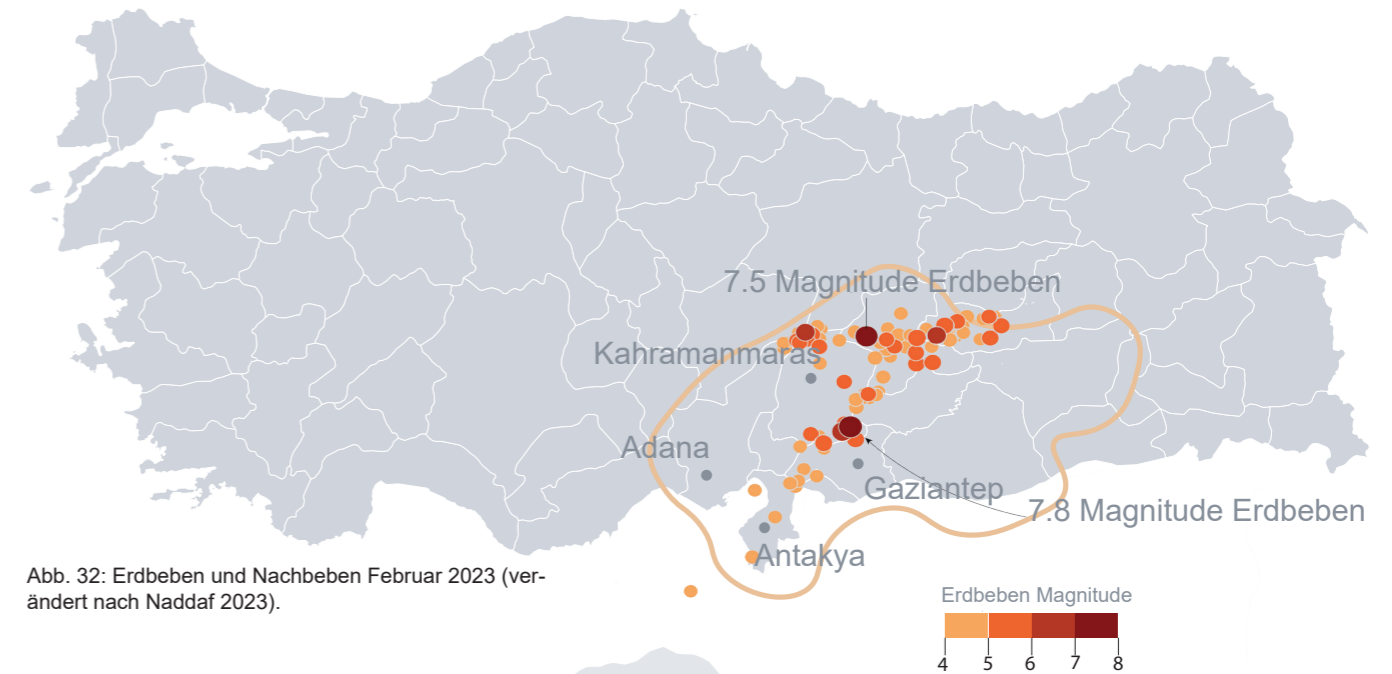 7.5 Magnitude Erdbeben
Kahramanmaras
Adana
Gaziantep
7.8 Magnitude Erdbeben
Antakya
Abb. 32: Erdbeben und Nachbeben Februar 2023 (ver-
ändert nach Naddaf 2023).
Erdbeben Magnitude
4 5 6 7 8